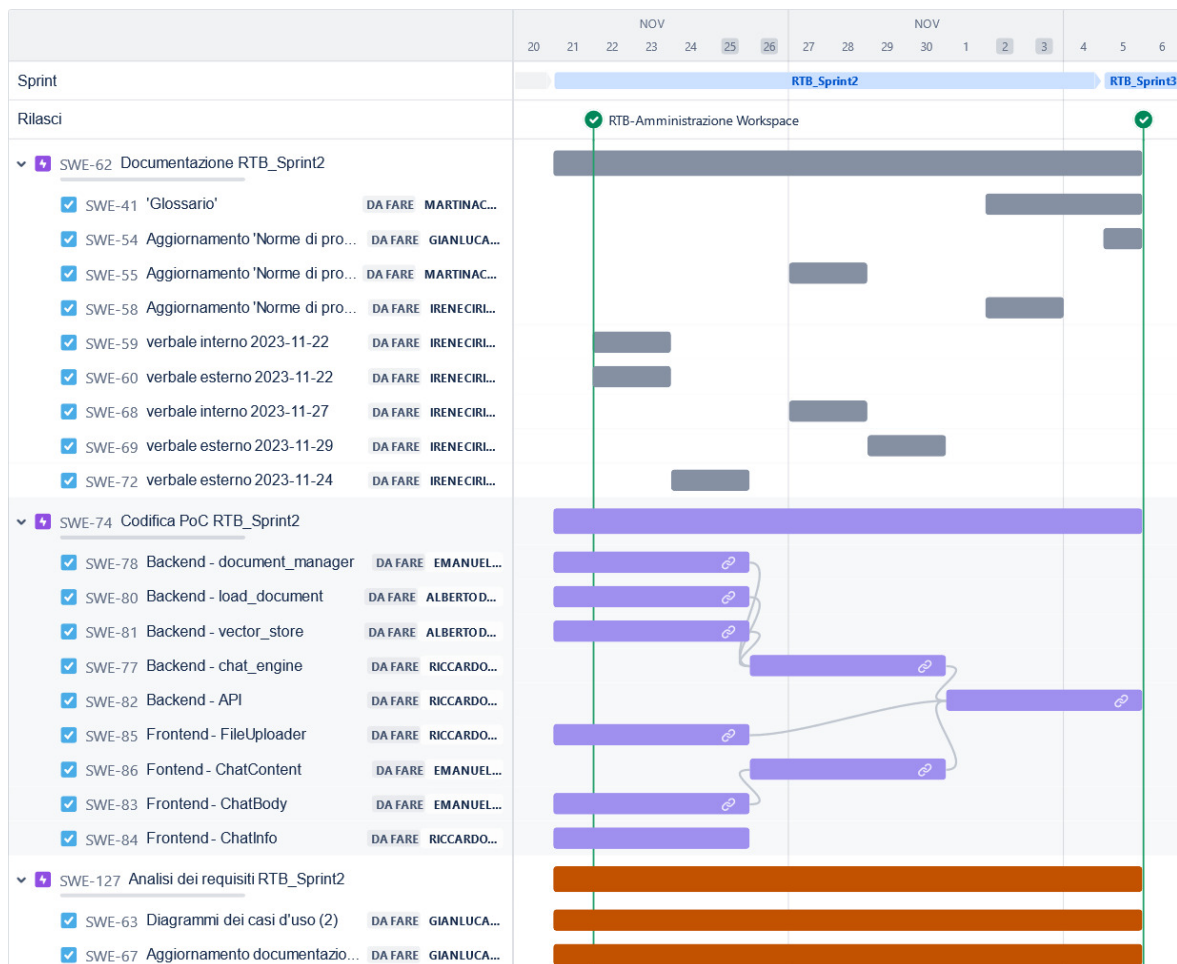 NOV NOV
20 21 22 23 24 25 26 27 28 29 30 1 2 3 4 5 6
Sprint RTB_Sprint2 RTB_Sprint3
Rilasci RTB-Amministrazione Workspace
SWE-62 Documentazione RTB_Sprint2
SWE-41 'Glossario' DA FARE MARTINAC...
SWE-54 Aggiornamento 'Norme di pro... DA FARE GIANLUCA...
SWE-55 Aggiornamento 'Norme di pro... DA FARE MARTINAC...
SWE-58 Aggiornamento 'Norme di pro... DA FARE IRENECIRI...
SWE-59 verbale interno 2023-11-22 DA FARE IRENECIRI...
SWE-60 verbale esterno 2023-11-22 DA FARE IRENECIRI...
SWE-68 verbale interno 2023-11-27 DA FARE IRENECIRI...
SWE-69 verbale esterno 2023-11-29 DA FARE IRENECIRI...
SWE-72 verbale esterno 2023-11-24 DA FARE IRENECIRI...
SWE-74 Codifica PoC RTB_Sprint2
SWE-78 Backend - document_manager DA FARE EMANUEL...
SWE-80 Backend - load_document DA FARE ALBERTO D...
SWE-81 Backend - vector_store DA FARE ALBERTO D...
SWE-77 Backend - chat_engine DA FARE RICCARDO...
SWE-82 Backend - API DA FARE RICCARDO...
SWE-85 Frontend - FileUploader DA FARE RICCARDO...
SWE-86 Fontend - ChatContent DA FARE EMANUEL...
SWE-83 Frontend - ChatBody DA FARE EMANUEL...
SWE-84 Frontend - ChatInfo DA FARE RICCARDO...
SWE-127 Analisi dei requisiti RTB_Sprint2
SWE-63 Diagrammi dei casi d'uso (2) DA FARE GIANLUCA...
SWE-67 Aggiornamento documentazio... DA FARE GIANLUCA...